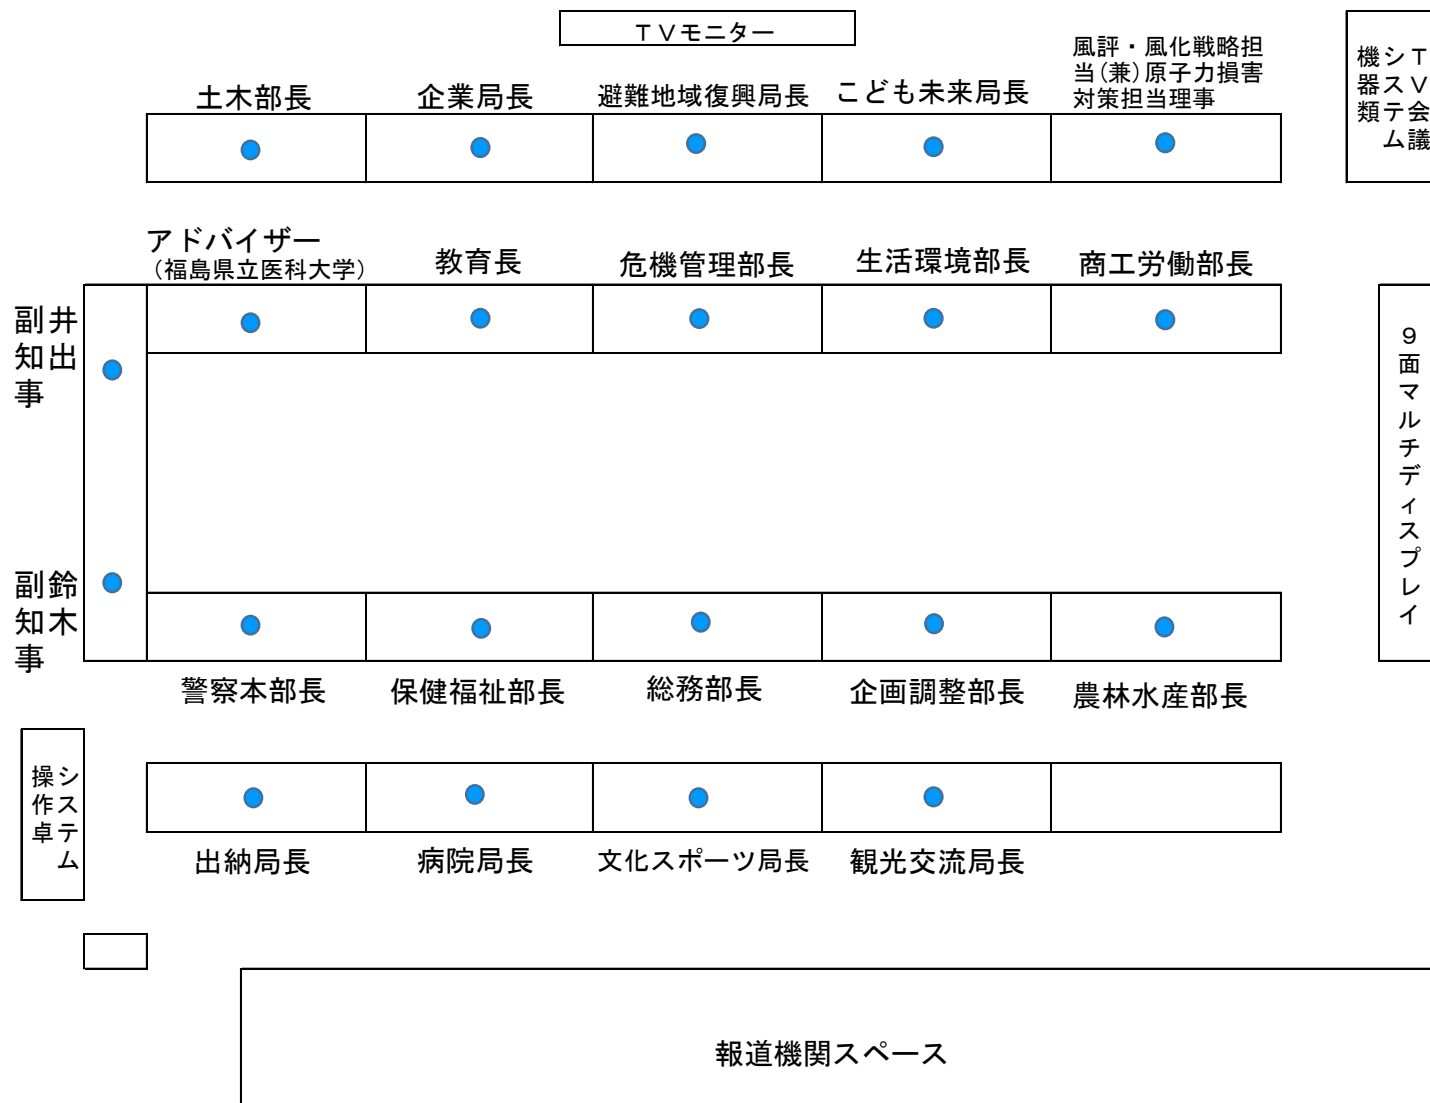 ＴＶモニター
風評・風化戦略担
当(兼)原子力損害
対策担当理事
ＴＶ会議
システム
機器類
土木部長
企業局長
避難地域復興局長
こども未来局長
アドバイザー
（福島県立医科大学）
教育長
危機管理部長
生活環境部長
商工労働部長
井出
副知事
９面マルチディスプレイ
鈴木
副知事
警察本部長
保健福祉部長
総務部長
企画調整部長
農林水産部長
システム
操作卓
出納局長
病院局長
文化スポーツ局長
観光交流局長
報道機関スペース